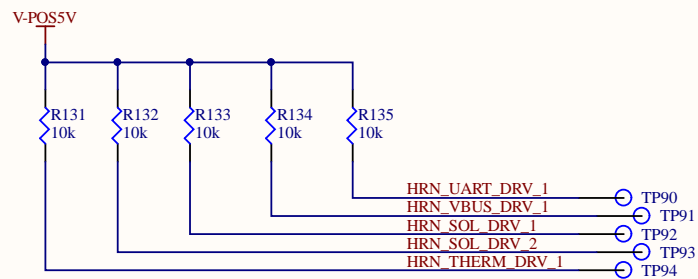 V-POS5V
R131 R132 R133 R134 R135
10k 10k 10k 10k 10k
HRN_UART_DRV_1 TP90
HRN_VBUS_DRV_1 TP91
HRN_SOL_DRV_1 TP92
HRN_SOL_DRV_2 TP93
HRN_THERM_DRV_1 TP94